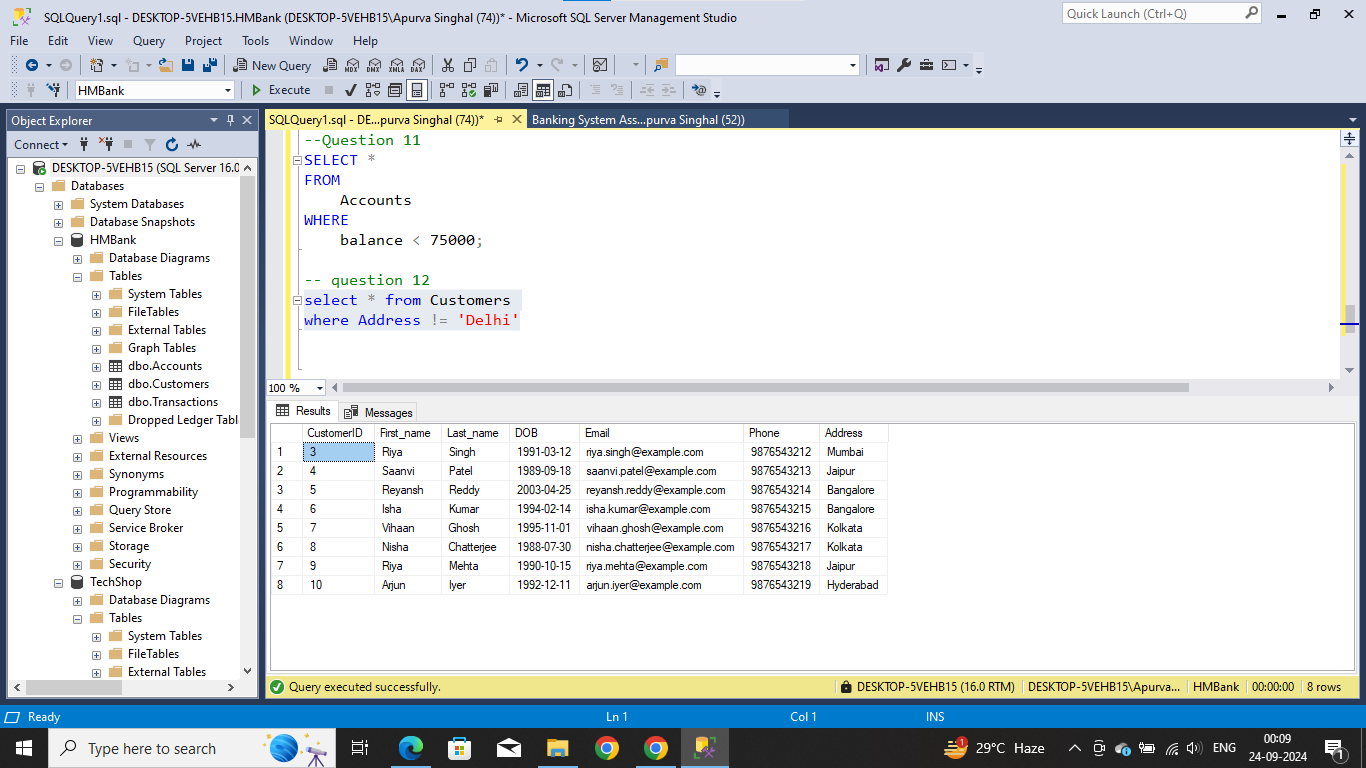 SQLQuery1.sql - DESKTOP-5VEHB15.HMBank (DESKTOP-5VEHB15\Apurva Singhal (74))* - Microsoft SQL Server Management Studio
Quick Launch (Ctrl+Q)
File Edit View Query Project Tools Window Help
New Query MDX DMX XMLA DAX
HMBank Execute
Object Explorer
SQLQuery1.sql - DE...purva Singhal (74))*
Banking System Ass...purva Singhal (52))
Connect
DESKTOP-5VEHB15 (SQL Server 16.0
Databases
System Databases
Database Snapshots
HMBank
Database Diagrams
Tables
System Tables
FileTables
External Tables
Graph Tables
dbo.Accounts
dbo.Customers
dbo.Transactions
Dropped Ledger Tabl
Views
External Resources
Synonyms
Programmability
Query Store
Service Broker
Storage
Security
TechShop
Database Diagrams
Tables
System Tables
FileTables
External Tables
--Question 11
SELECT *
FROM
Accounts
WHERE
balance < 75000;
-- question 12
select * from Customers
where Address != 'Delhi'
100 %
Results Messages
CustomerID First_name Last_name DOB Email Phone Address
1 3 Riya Singh 1991-03-12 riya.singh@example.com 9876543212 Mumbai
2 4 Saanvi Patel 1989-09-18 saanvi.patel@example.com 9876543213 Jaipur
3 5 Reyansh Reddy 2003-04-25 reyansh.reddy@example.com 9876543214 Bangalore
4 6 Isha Kumar 1994-02-14 isha.kumar@example.com 9876543215 Bangalore
5 7 Vihaan Ghosh 1995-11-01 vihaan.ghosh@example.com 9876543216 Kolkata
6 8 Nisha Chatterjee 1988-07-30 nisha.chatterjee@example.com 9876543217 Kolkata
7 9 Riya Mehta 1990-10-15 riya.mehta@example.com 9876543218 Jaipur
8 10 Arjun Iyer 1992-12-11 arjun.iyer@example.com 9876543219 Hyderabad
Query executed successfully. DESKTOP-5VEHB15 (16.0 RTM) DESKTOP-5VEHB15\Apurva... HMBank 00:00:00 8 rows
Ready Ln 1 Col 1 INS
Type here to search
1 29°C Haze ENG
00:09
24-09-2024
1